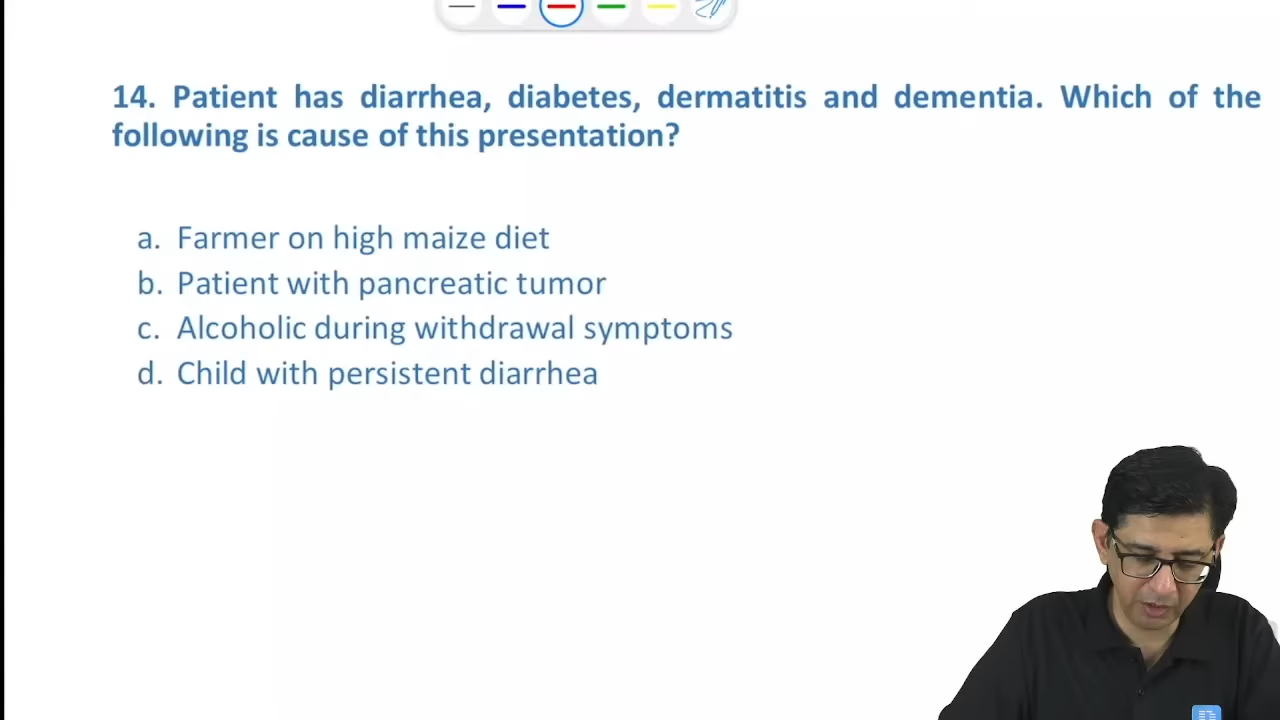 14. Patient has diarrhea, diabetes, dermatitis and dementia. Which of the
following is cause of this presentation?
a. Farmer on high maize diet
b. Patient with pancreatic tumor
c. Alcoholic during withdrawal symptoms
d. Child with persistent diarrhea